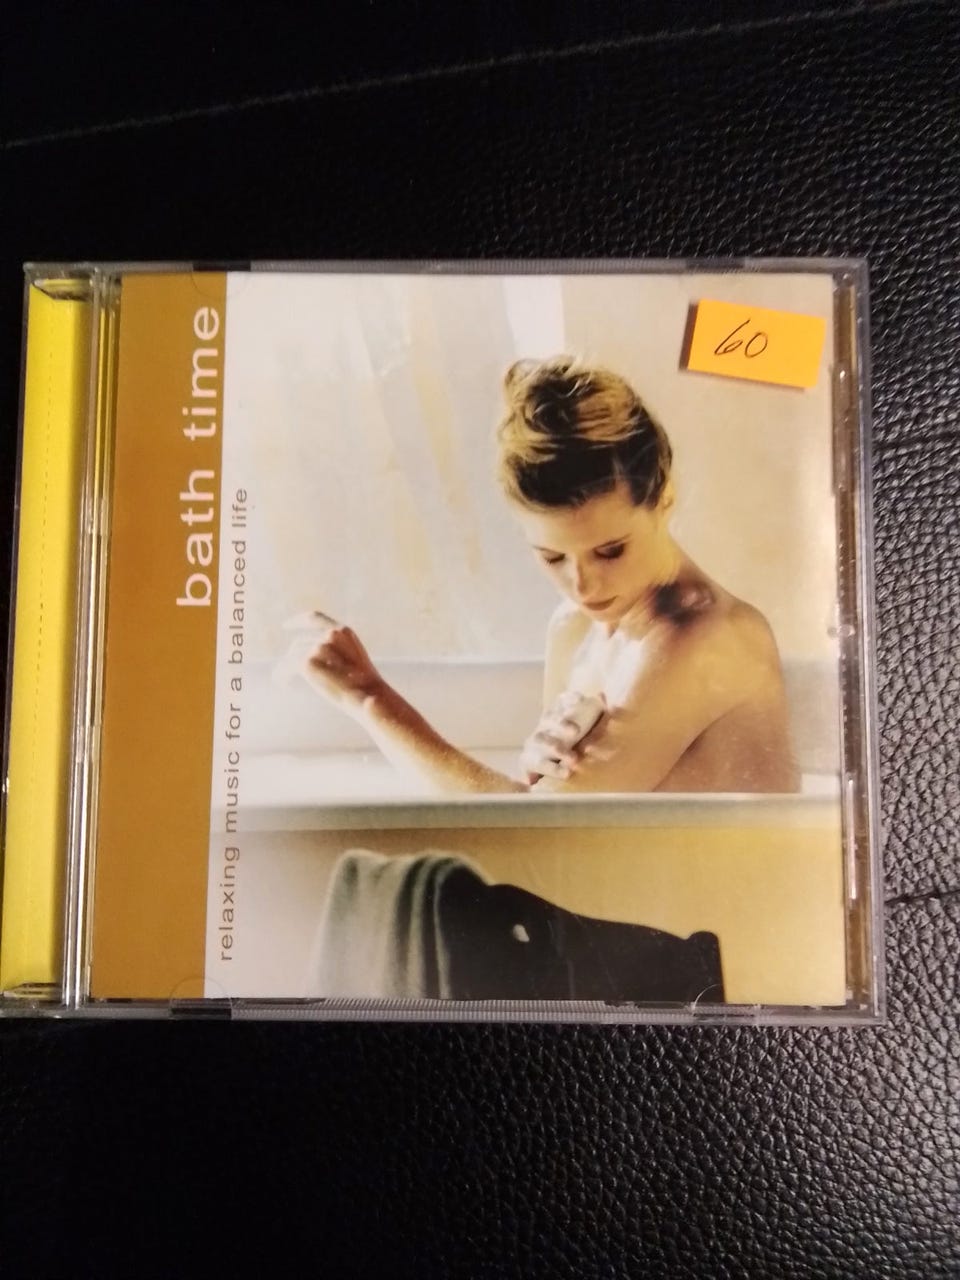 bath time
relaxing music for a balanced life
60